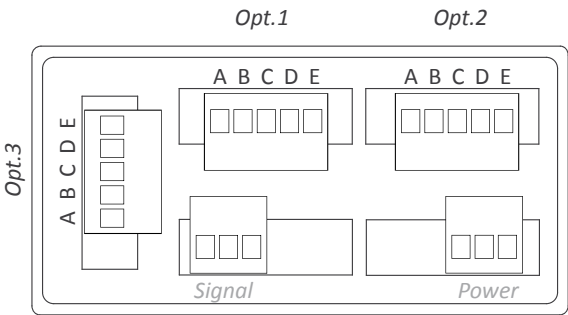 Opt.1 Opt.2
A B C D E A B C D E
Opt.3
A B C D E
Signal Power